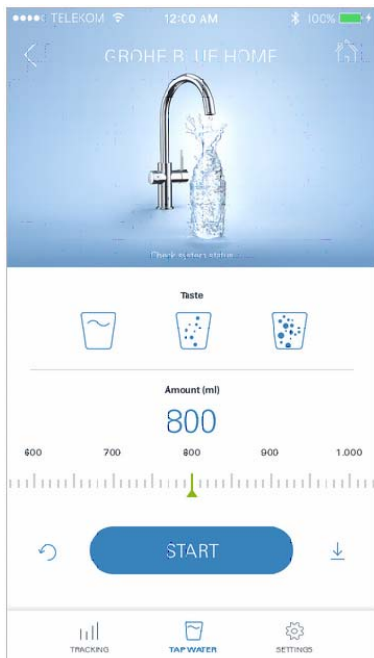 TELEKOM 12:00 AM 100%
GROHE BLUE HOME
Check system status
Taste
Amount (ml)
800
600 700 800 900 1.000
START
TRACKING TAP WATER SETTINGS